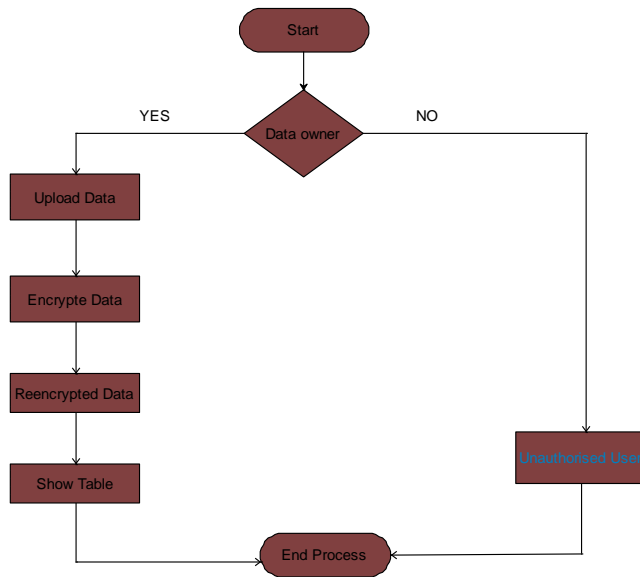 Start
YES
NO
Data owner
Upload Data
Encrypte Data
Reencrypted Data
Unauthorised User
Show Table
End Process